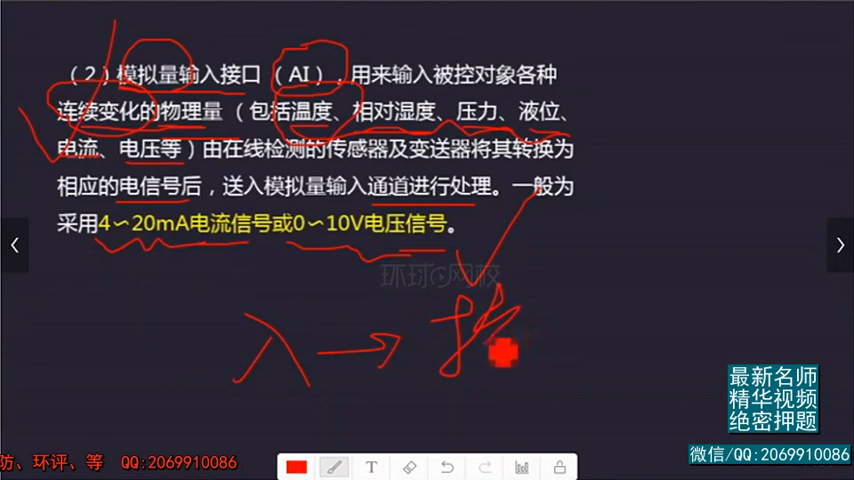 （2）模拟量输入接口（AI），用来输入被控对象各种
连续变化的物理量（包括温度、相对湿度、压力、液位、
电流、电压等）由在线检测的传感器及变送器将其转换为
相应的电信号后，送入模拟量输入通道进行处理。一般为
采用4～20mA电流信号或0～10V电压信号。
环球网校
入→
最新名师
精华视频
绝密押题
微信/QQ:2069910086
防、环评、等 QQ:2069910086
T